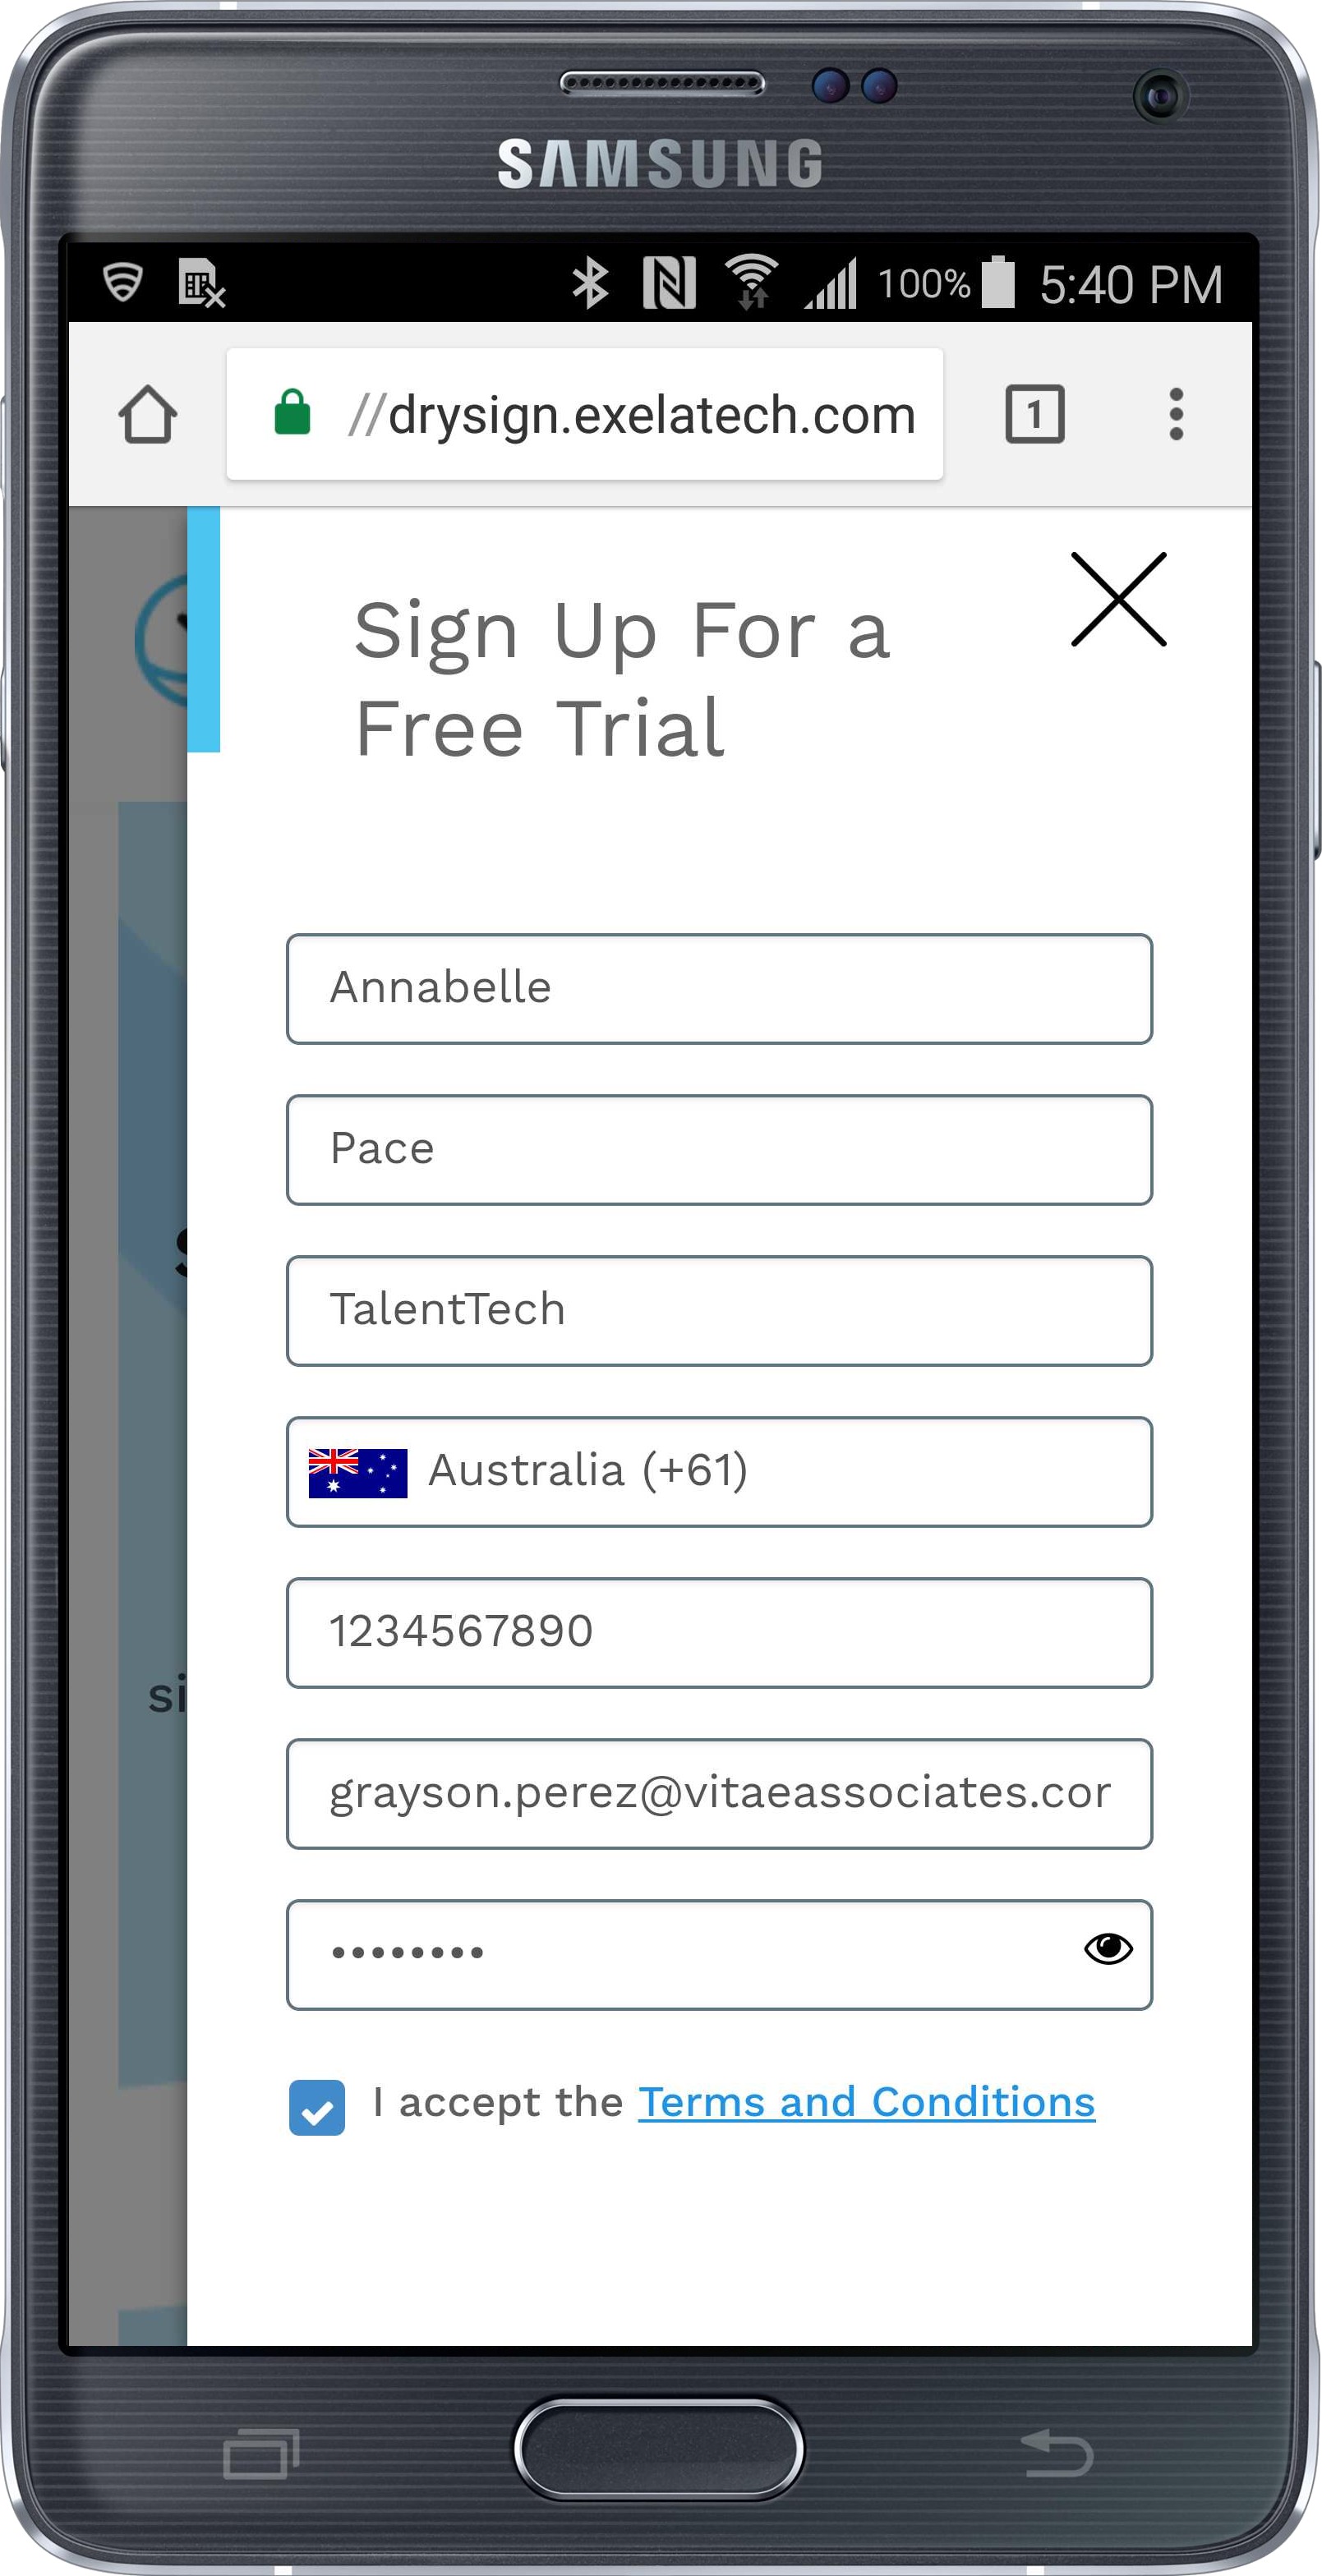 SAMSUNG
100% 5:40 PM
//drysign.exelatech.com
1
Sign Up For a
Free Trial
Annabelle
Pace
TalentTech
Australia (+61)
1234567890
grayson.perez@vitaeassociates.cor
••••••••
si
I accept the Terms and Conditions